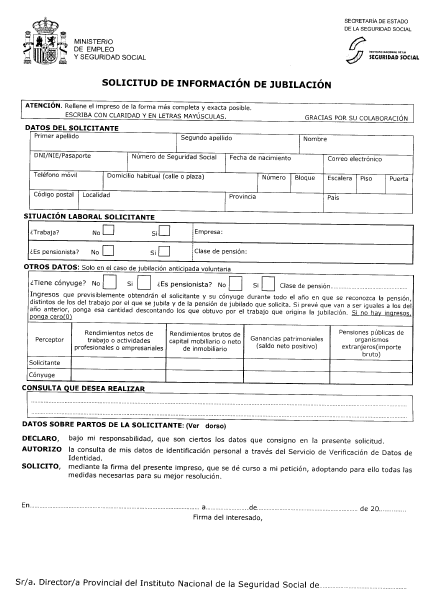 MINISTERIO
DE EMPLEO
Y SEGURIDAD SOCIAL
SECRETARÍA DE ESTADO
DE LA SEGURIDAD SOCIAL
INSTITUTO NACIONAL DE LA
SEGURIDAD SOCIAL
SOLICITUD DE INFORMACIÓN DE JUBILACIÓN
ATENCIÓN. Rellene el impreso de la forma más completa y exacta posible.
ESCRIBA CON CLARIDAD Y EN LETRAS MAYÚSCULAS. GRACIAS POR SU COLABORACIÓN
DATOS DEL SOLICITANTE
Primer apellido Segundo apellido Nombre
DNI/NIE/Pasaporte Número de Seguridad Social Fecha de nacimiento Correo electrónico
Teléfono móvil Domicilio habitual (calle o plaza) Número Bloque Escalera Piso Puerta
Código postal Localidad Provincia País
SITUACIÓN LABORAL SOLICITANTE
¿Trabaja? No Si Empresa:
¿Es pensionista? No Si Clase de pensión:
OTROS DATOS: Solo en el caso de jubilación anticipada voluntaria
¿Tiene cónyuge? No Si ¿Es pensionista? No Si Clase de pensión
Ingresos que previsiblemente obtendrán el solicitante y su cónyuge durante todo el año en que se reconozca la pensión,
distintos de los del trabajo por el que se jubila y de la pensión de jubilado que solicita. Si prevé que van a ser iguales a los del
año anterior, ponga esa cantidad descontando los que obtuvo por el trabajo que origina la jubilación. Si no hay ingresos,
ponga cero(0)
Perceptor
Rendimientos netos de
trabajo o actividades
profesionales o empresariales
Rendimientos brutos de
capital mobiliario o neto
de inmobiliario
Ganancias patrimoniales
(saldo neto positivo)
Pensiones públicas de
organismos
extranjeros(importe
bruto)
Solicitante
Cónyuge
CONSULTA QUE DESEA REALIZAR
DATOS SOBRE PARTOS DE LA SOLICITANTE: (Ver dorso)
DECLARO, bajo mi responsabilidad, que son ciertos los datos que consigno en la presente solicitud.
AUTORIZO la consulta de mis datos de identificación personal a través del Servicio de Verificación de Datos de
Identidad.
SOLICITO, mediante la firma del presente impreso, que se dé curso a mi petición, adoptando para ello todas las
medidas necesarias para su mejor resolución.
En a de de 20
Firma del interesado,
Sr/a. Director/a Provincial del Instituto Nacional de la Seguridad Social de